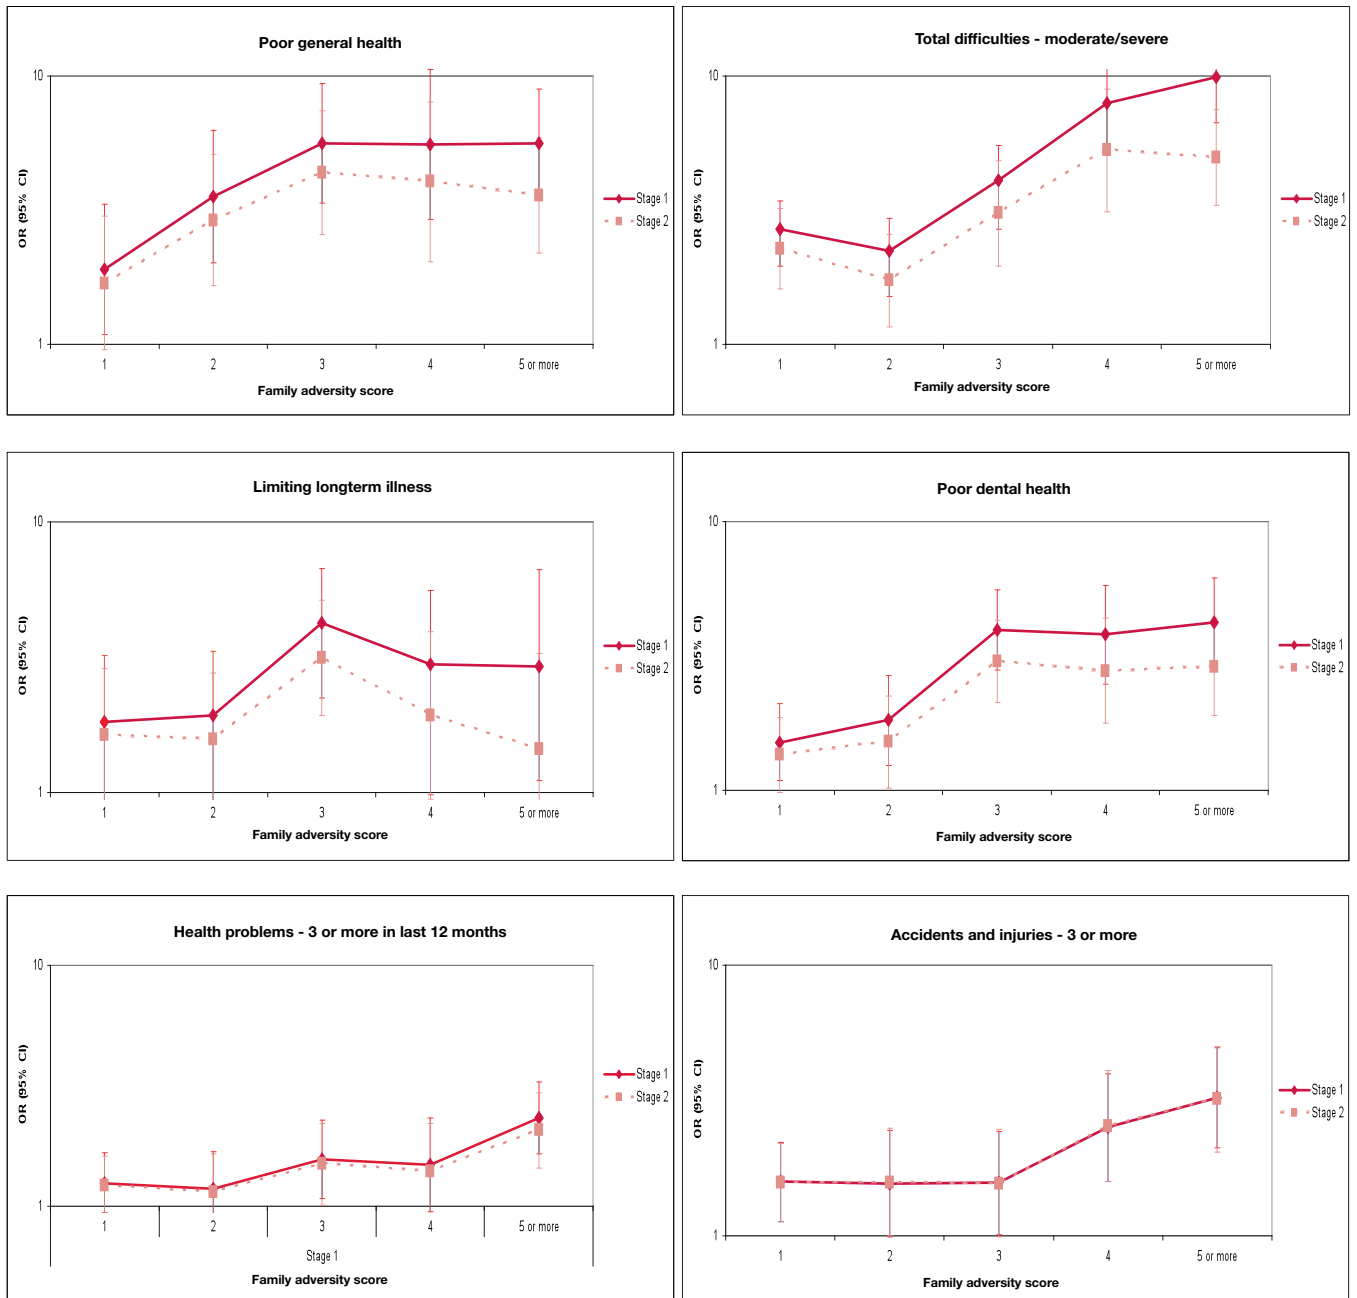 Poor general health
10
OR (95% CI)
Stage 1
Stage 2
1
1 2 3 4 5 or more
Family adversity score
Total difficulties - moderate/severe
10
OR (95% CI)
Stage 1
Stage 2
1
1 2 3 4 5 or more
Family adversity score
Limiting longterm illness
10
OR (95% CI)
Stage 1
Stage 2
1
1 2 3 4 5 or more
Family adversity score
Poor dental health
10
OR (95% CI)
Stage 1
Stage 2
1
1 2 3 4 5 or more
Family adversity score
Health problems - 3 or more in last 12 months
10
OR (95% CI)
Stage 1
Stage 2
1
1 2 3 4 5 or more
Stage 1
Family adversity score
Accidents and injuries - 3 or more
10
OR (95% CI)
Stage 1
Stage 2
1
1 2 3 4 5 or more
Family adversity score